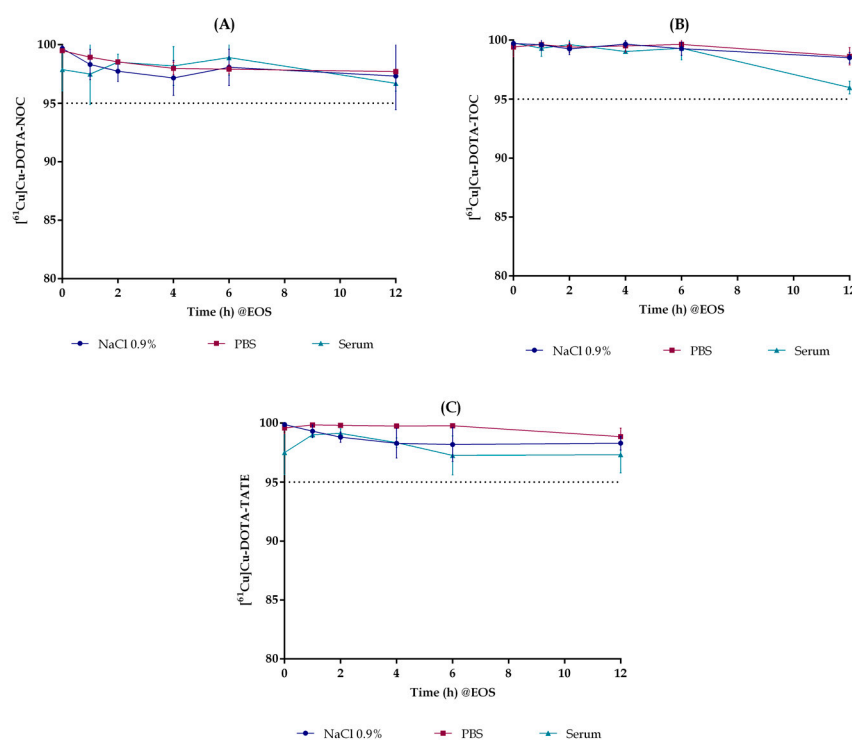 (A)
[⁶¹Cu]Cu-DOTA-NOC
100
95
90
85
80
0 2 4 6 8 10 12
Time (h) @EOS
NaCl 0.9% PBS Serum
(B)
[⁶¹Cu]Cu-DOTA-TOC
100
95
90
85
80
0 2 4 6 8 10 12
Time (h) @EOS
NaCl 0.9% PBS Serum
(C)
[⁶¹Cu]Cu-DOTA-TATE
100
95
90
85
80
0 2 4 6 8 10 12
Time (h) @EOS
NaCl 0.9% PBS Serum